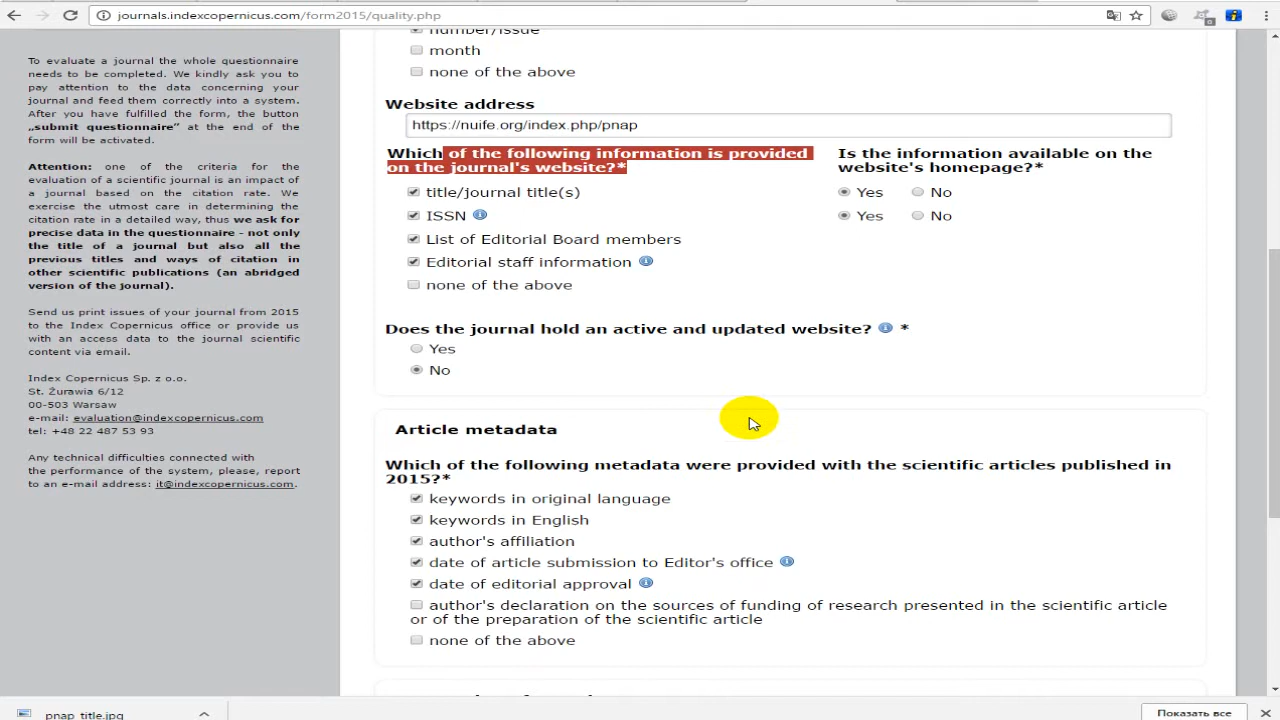 journals.indexcopernicus.com/form2015/quality.php
To evaluate a journal the whole questionnaire
needs to be completed. We kindly ask you to
pay attention to the data concerning your
journal and feed them correctly into a system.
After you have fulfilled the form, the button
„submit questionnaire” at the end of the
form will be activated.
Attention: one of the criteria for the
evaluation of a scientific journal is an impact of
a journal based on the citation rate. We
exercise the utmost care in determining the
citation rate in a detailed way, thus we ask for
precise data in the questionnaire - not only
the title of a journal but also all the
previous titles and ways of citation in
other scientific publications (an abridged
version of the journal).
Send us print issues of your journal from 2015
to the Index Copernicus office or provide us
with an access data to the journal scientific
content via email.
Index Copernicus Sp. z o.o.
St. Żurawia 6/12
00-503 Warsaw
e-mail: evaluation@indexcopernicus.com
tel: +48 22 487 53 93
Any technical difficulties connected with
the performance of the system, please, report
to an e-mail address: it@indexcopernicus.com.
number/issue
month
none of the above
Website address
https://nuife.org/index.php/pnap
Which of the following information is provided
on the journal's website?*
Is the information available on the
website's homepage?*
title/journal title(s)
Yes No
ISSN
Yes No
List of Editorial Board members
Editorial staff information
none of the above
Does the journal hold an active and updated website? *
Yes
No
Article metadata
Which of the following metadata were provided with the scientific articles published in
2015?*
keywords in original language
keywords in English
author's affiliation
date of article submission to Editor's office
date of editorial approval
author's declaration on the sources of funding of research presented in the scientific article
or of the preparation of the scientific article
none of the above
pnap_title.jpg
Показать все